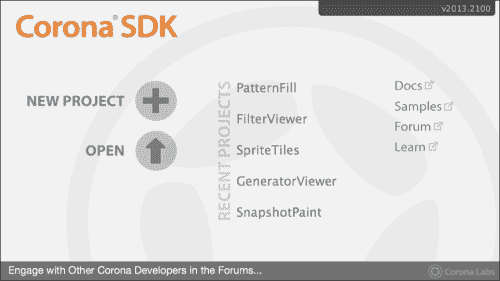 v2013.2100
Corona® SDK
NEW PROJECT
OPEN
RECENT PROJECTS
PatternFill
FilterViewer
SpriteTiles
GeneratorViewer
SnapshotPaint
Docs
Samples
Forum
Learn
Engage with Other Corona Developers in the Forums...
Corona Labs